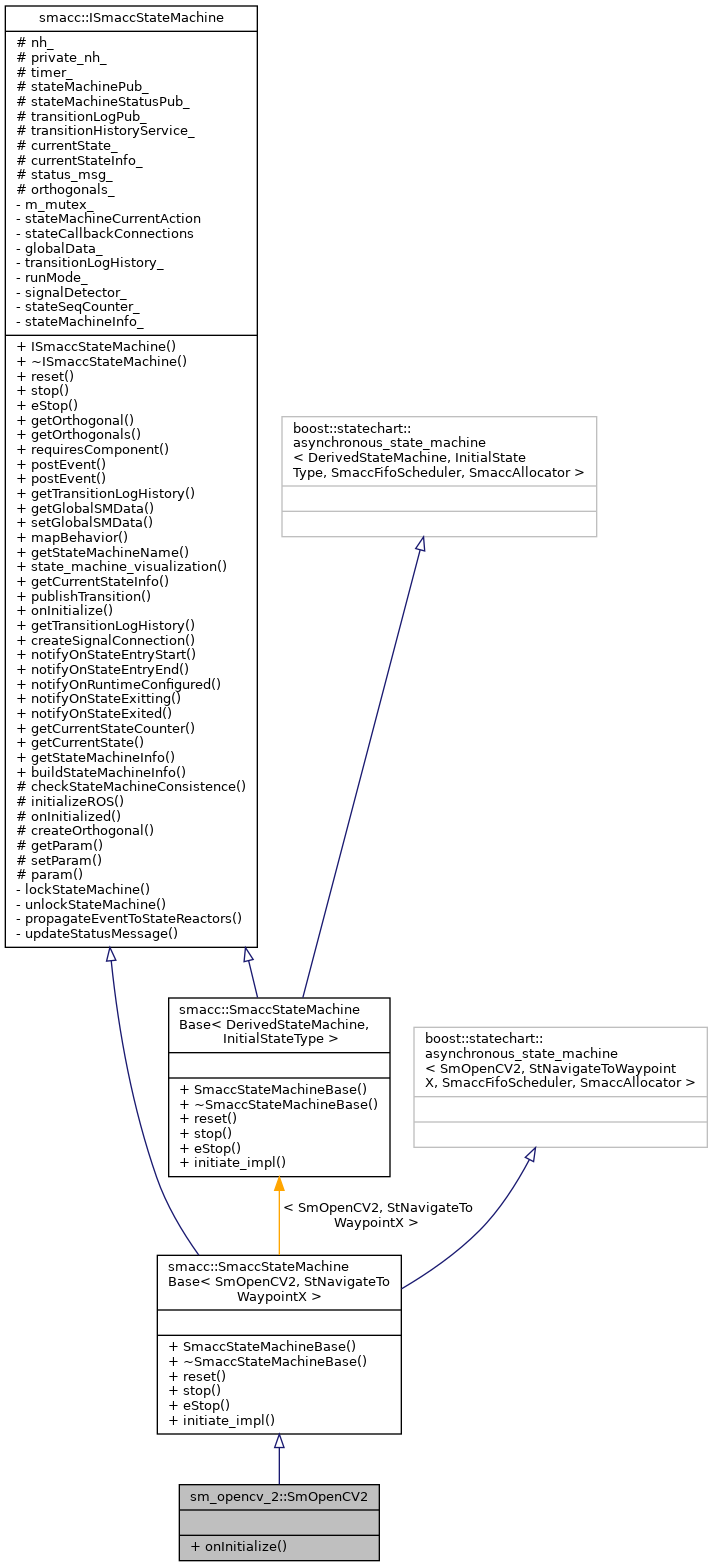 smacc::ISmaccStateMachine
# nh_
# private_nh_
# timer_
# stateMachinePub_
# stateMachineStatusPub_
# transitionLogPub_
# transitionHistoryService_
# currentState_
# currentStateInfo_
# status_msg_
# orthogonals_
- m_mutex_
- stateMachineCurrentAction
- stateCallbackConnections
- globalData_
- transitionLogHistory_
- runMode_
- signalDetector_
- stateSeqCounter_
- stateMachineInfo_
+ ISmaccStateMachine()
+ ~ISmaccStateMachine()
+ reset()
+ stop()
+ eStop()
+ getOrthogonal()
+ getOrthogonals()
+ requiresComponent()
+ postEvent()
+ postEvent()
+ getTransitionLogHistory()
+ getGlobalSMData()
+ setGlobalSMData()
+ mapBehavior()
+ getStateMachineName()
+ state_machine_visualization()
+ getCurrentStateInfo()
+ publishTransition()
+ onInitialize()
+ getTransitionLogHistory()
+ createSignalConnection()
+ notifyOnStateEntryStart()
+ notifyOnStateEntryEnd()
+ notifyOnRuntimeConfigured()
+ notifyOnStateExitting()
+ notifyOnStateExited()
+ getCurrentStateCounter()
+ getCurrentState()
+ getStateMachineInfo()
+ buildStateMachineInfo()
# checkStateMachineConsistence()
# initializeROS()
# onInitialized()
# createOrthogonal()
# getParam()
# setParam()
# param()
- lockStateMachine()
- unlockStateMachine()
- propagateEventToStateReactors()
- updateStatusMessage()
boost::statechart::
asynchronous_state_machine
< DerivedStateMachine, InitialState
Type, SmaccFifoScheduler, SmaccAllocator >
smacc::SmaccStateMachine
Base< DerivedStateMachine,
InitialStateType >
+ SmaccStateMachineBase()
+ ~SmaccStateMachineBase()
+ reset()
+ stop()
+ eStop()
+ initiate_impl()
boost::statechart::
asynchronous_state_machine
< SmOpenCV2, StNavigateToWaypoint
X, SmaccFifoScheduler, SmaccAllocator >
< SmOpenCV2, StNavigateTo
WaypointX >
smacc::SmaccStateMachine
Base< SmOpenCV2, StNavigateTo
WaypointX >
+ SmaccStateMachineBase()
+ ~SmaccStateMachineBase()
+ reset()
+ stop()
+ eStop()
+ initiate_impl()
sm_opencv_2::SmOpenCV2
+ onInitialize()